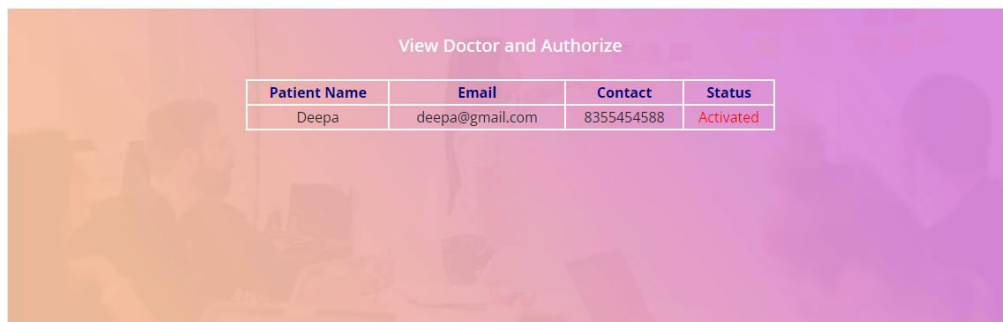 View Doctor and Authorize
Patient Name Email Contact Status
Deepa deepa@gmail.com 8355454588 Activated